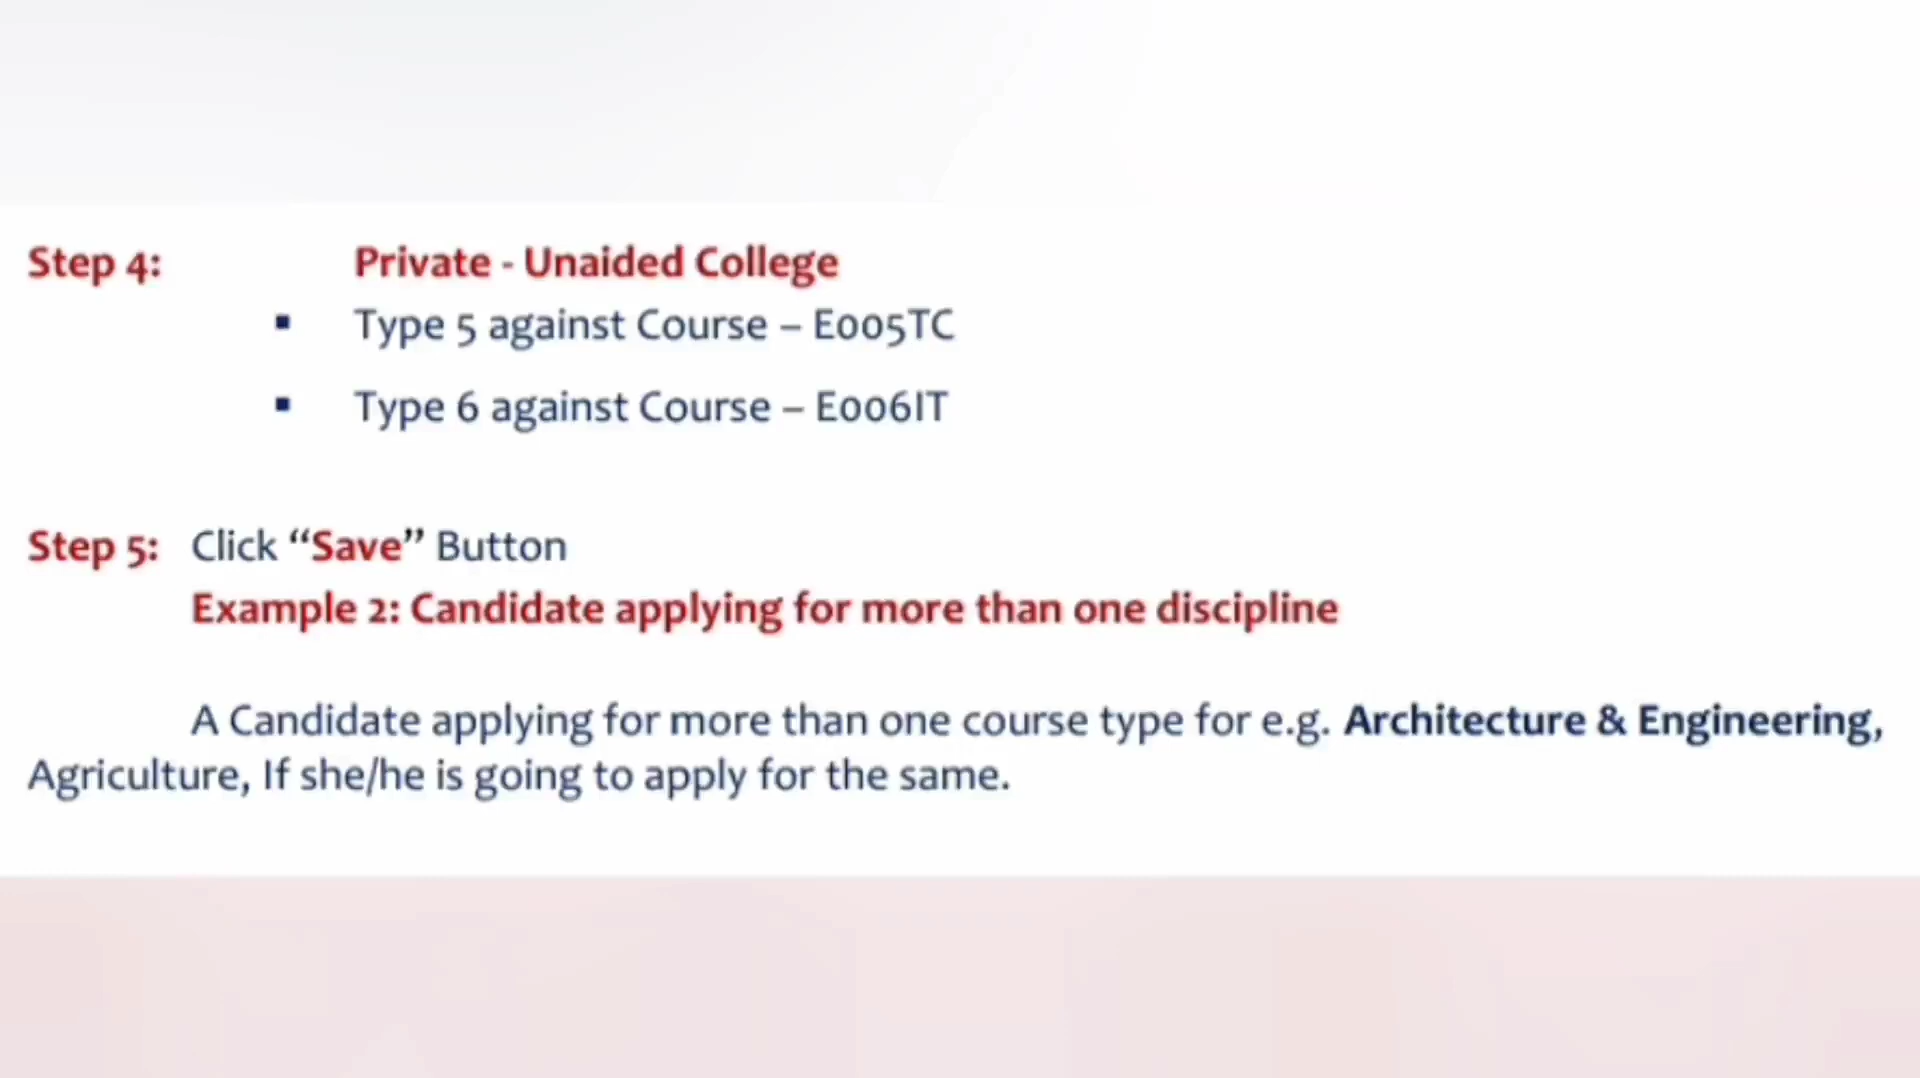 Step 4: Private - Unaided College
▪ Type 5 against Course – E005TC
▪ Type 6 against Course – E006IT
Step 5: Click “Save” Button
Example 2: Candidate applying for more than one discipline
A Candidate applying for more than one course type for e.g. Architecture & Engineering,
Agriculture, If she/he is going to apply for the same.